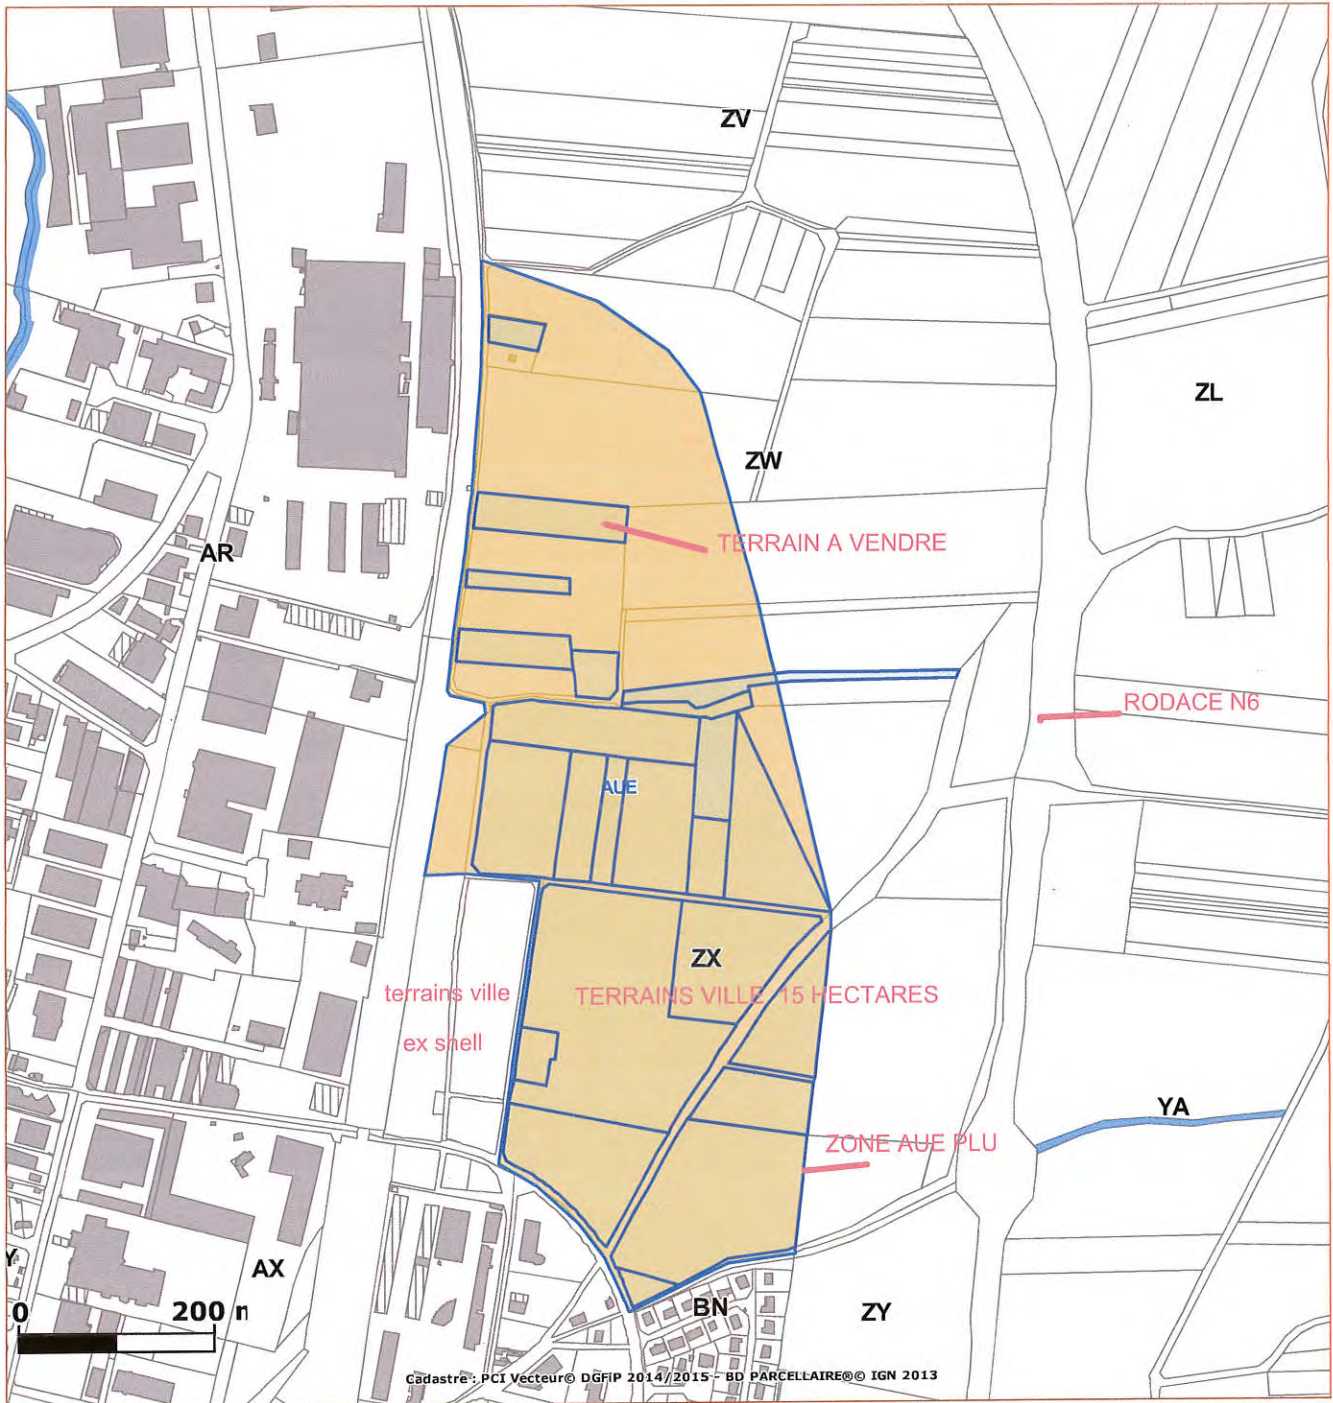 ZV
ZL
ZW
TERRAIN A VENDRE
AR
RODACE N6
AUE
ZX
terrains ville
ex shell
TERRAINS VILLE 15 HECTARES
YA
ZONE AUE PLU
Y
AX
BN
ZY
0 200 m
Cadastre : PCI Vecteur© DGFiP 2014/2015 - BD PARCELLAIRE®© IGN 2013